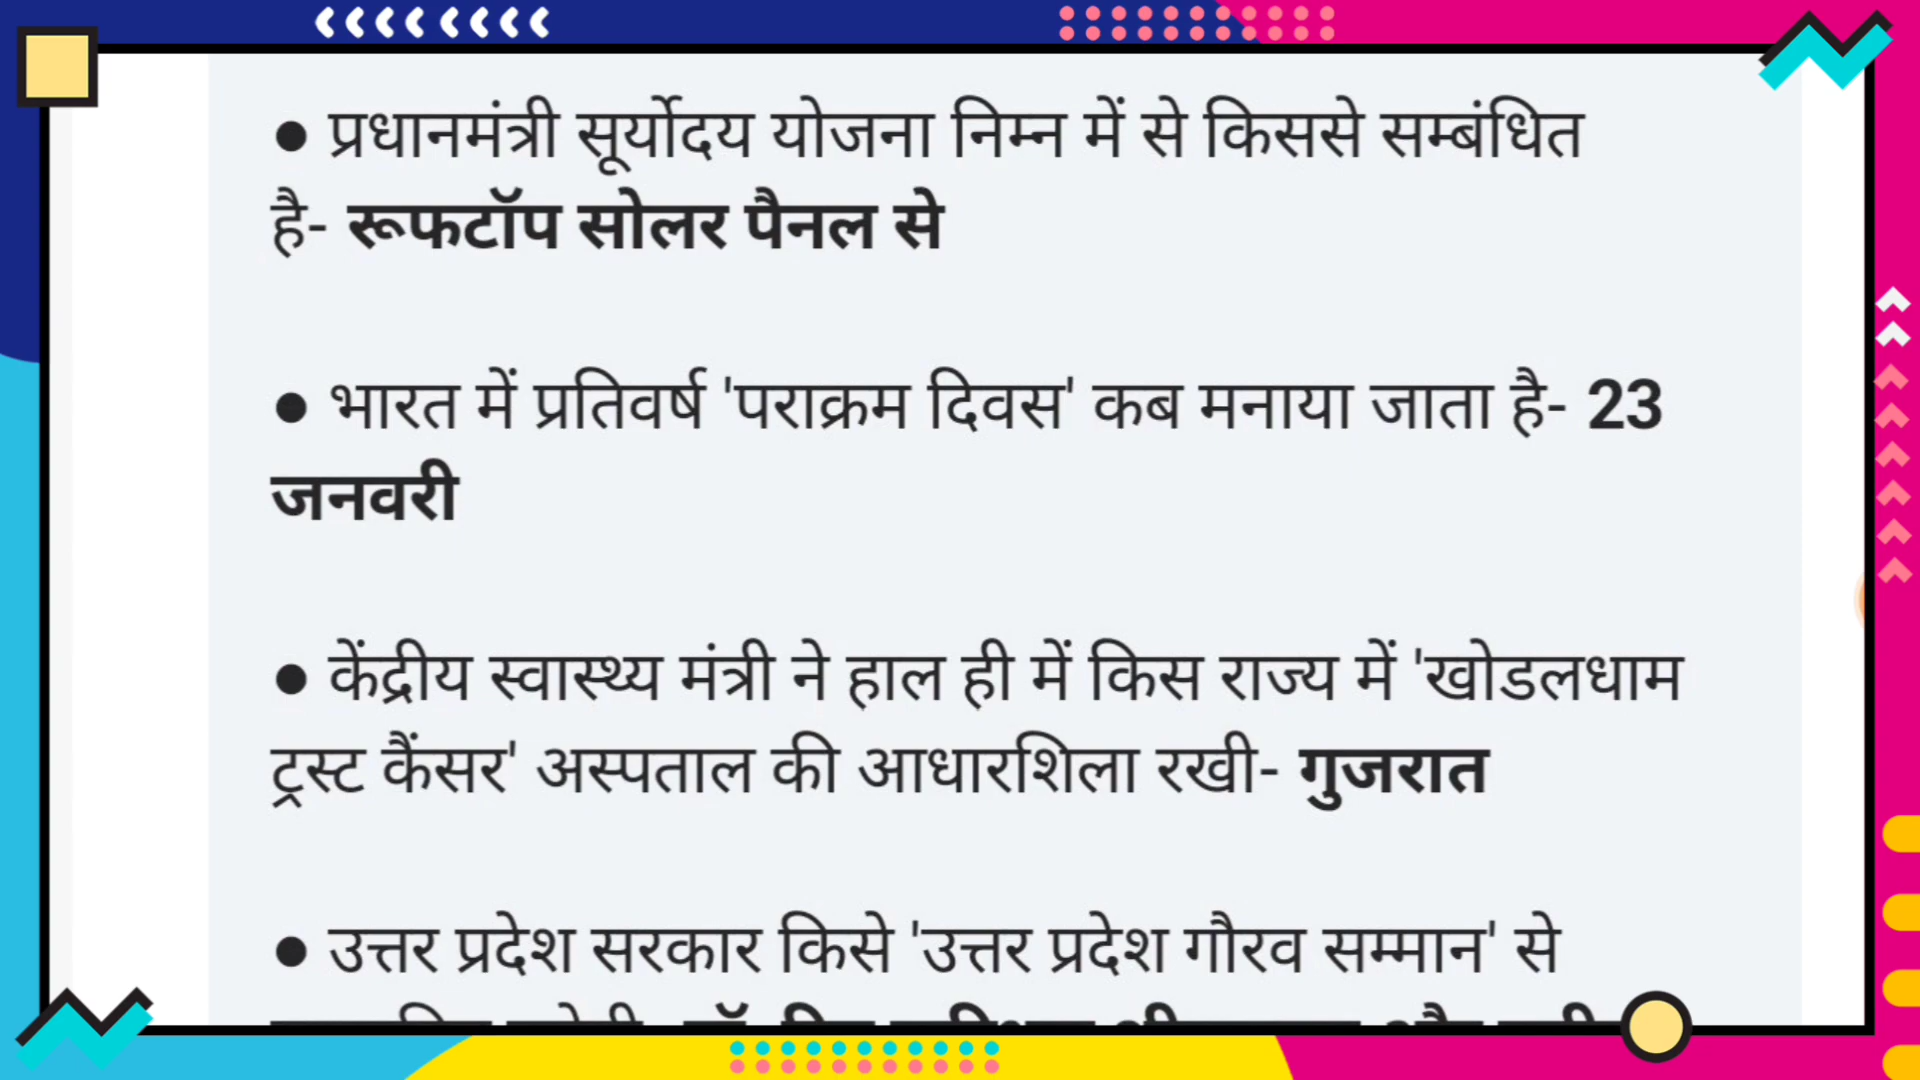 ● प्रधानमंत्री सूर्योदय योजना निम्न में से किससे सम्बंधित
है- रूफटॉप सोलर पैनल से
● भारत में प्रतिवर्ष 'पराक्रम दिवस' कब मनाया जाता है- 23
जनवरी
● केंद्रीय स्वास्थ्य मंत्री ने हाल ही में किस राज्य में 'खोडलधाम
ट्रस्ट कैंसर' अस्पताल की आधारशिला रखी- गुजरात
● उत्तर प्रदेश सरकार किसे 'उत्तर प्रदेश गौरव सम्मान' से